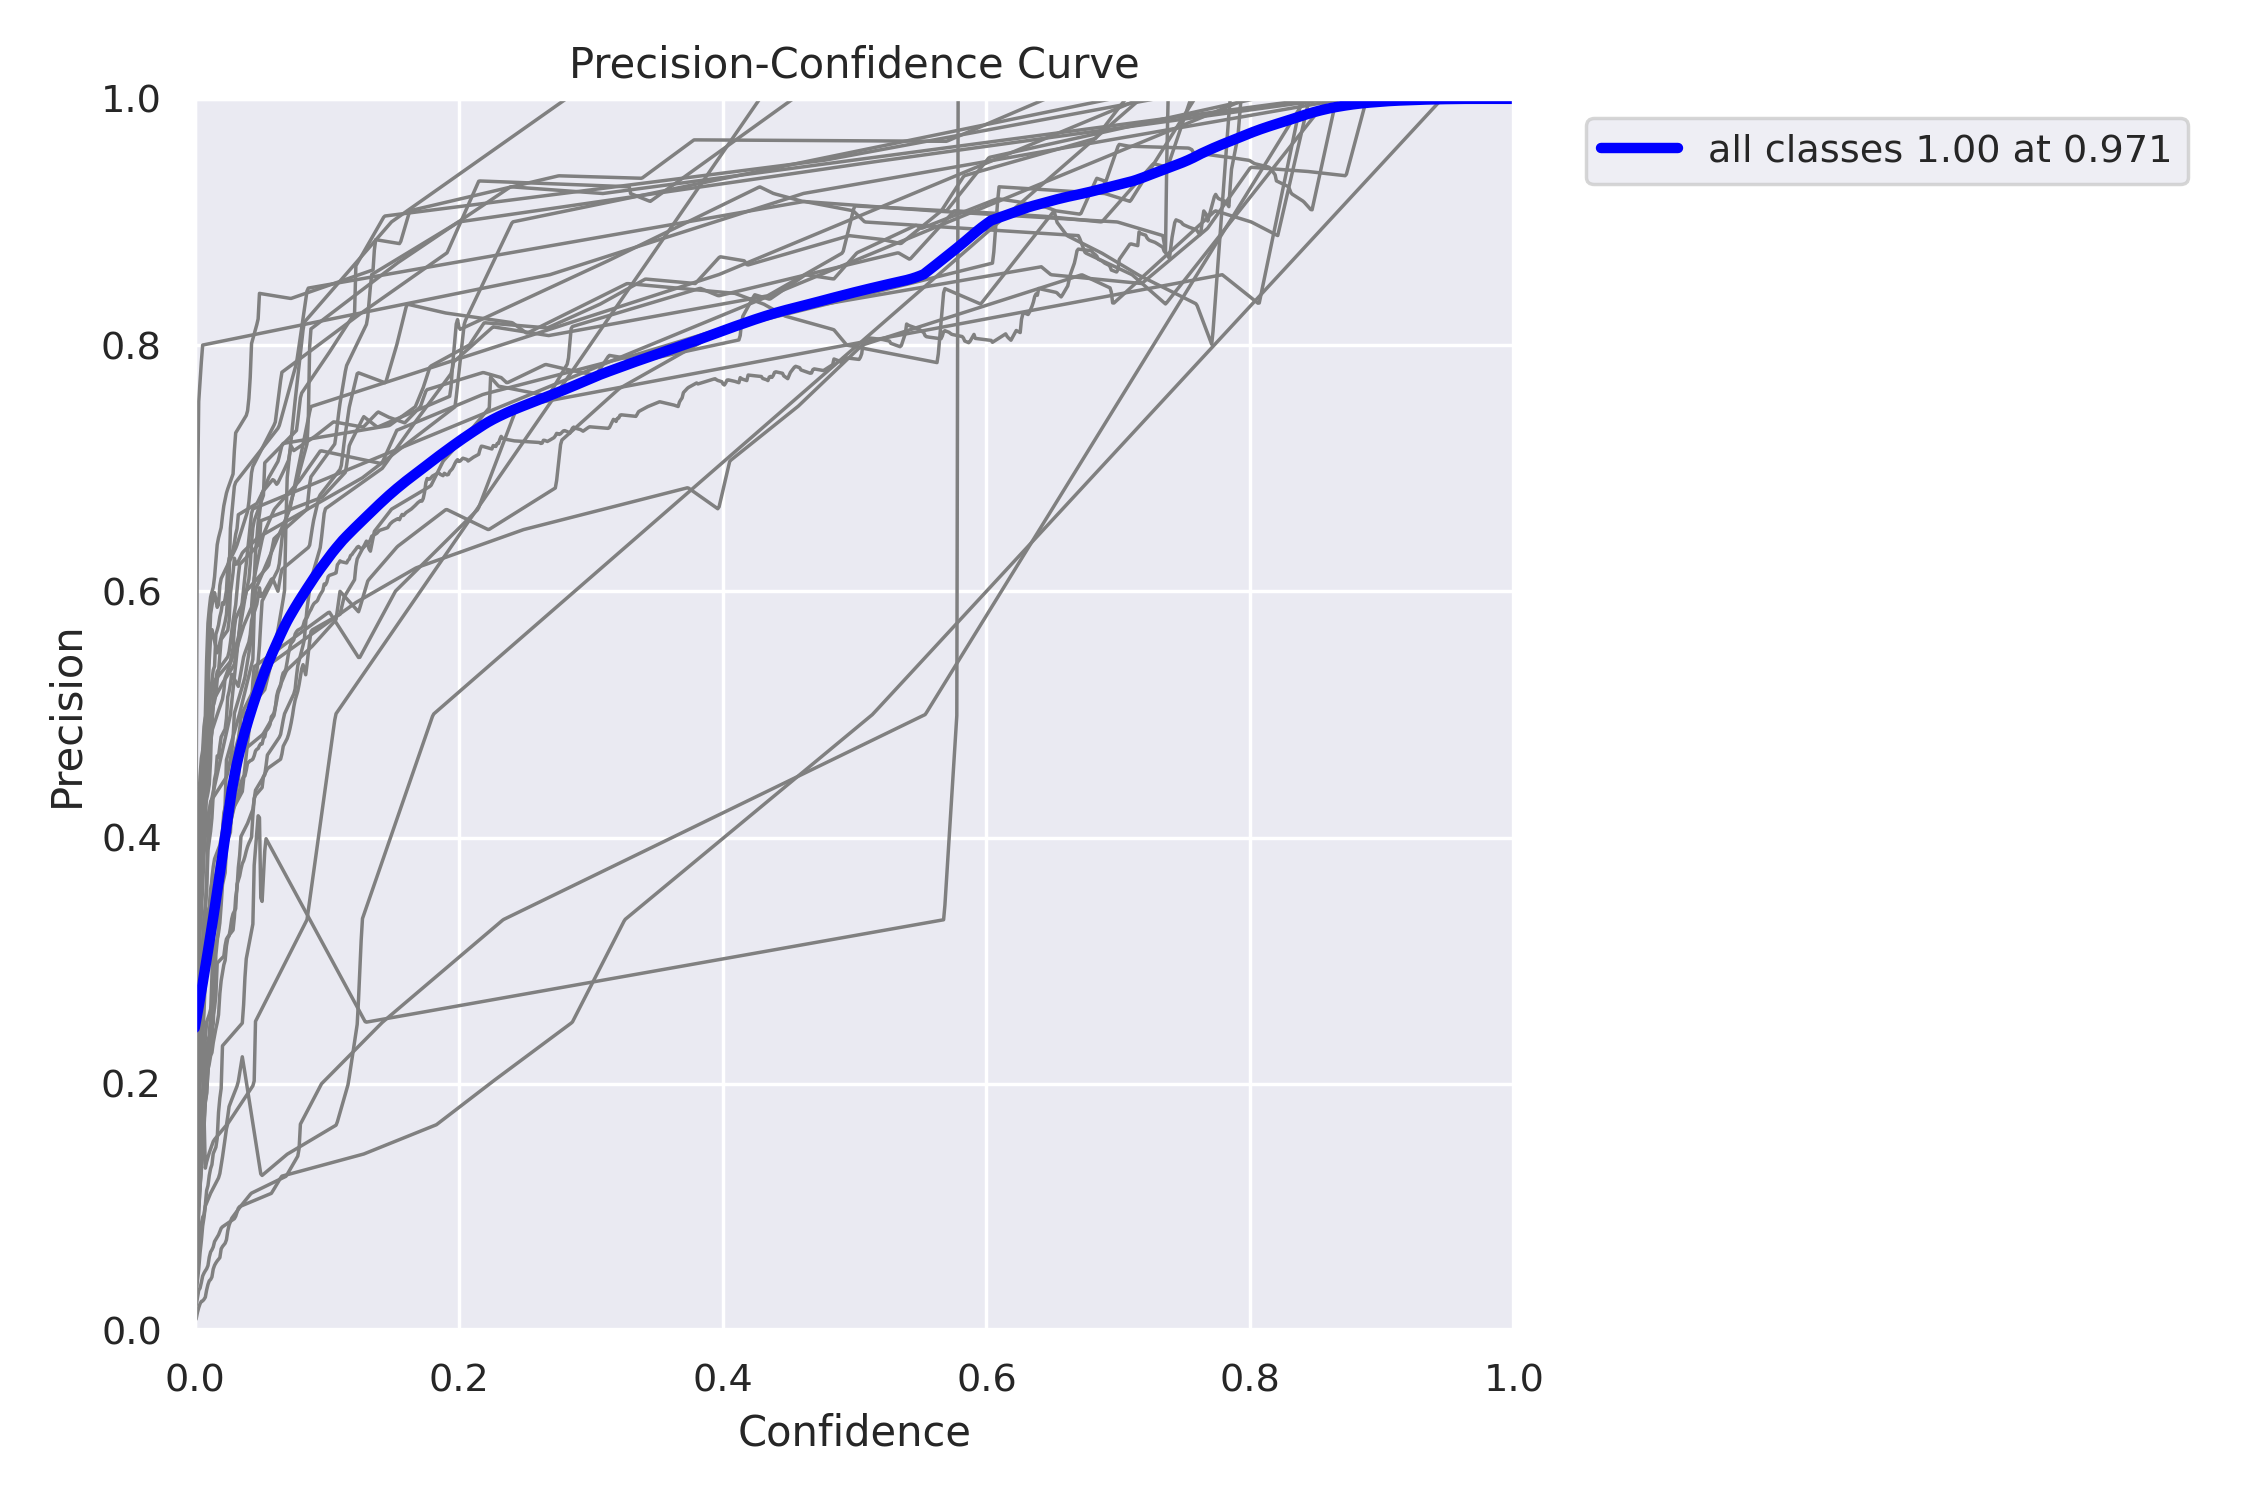 Precision-Confidence Curve
all classes 1.00 at 0.971
Precision
1.0
0.8
0.6
0.4
0.2
0.0
0.0 0.2 0.4 0.6 0.8 1.0
Confidence